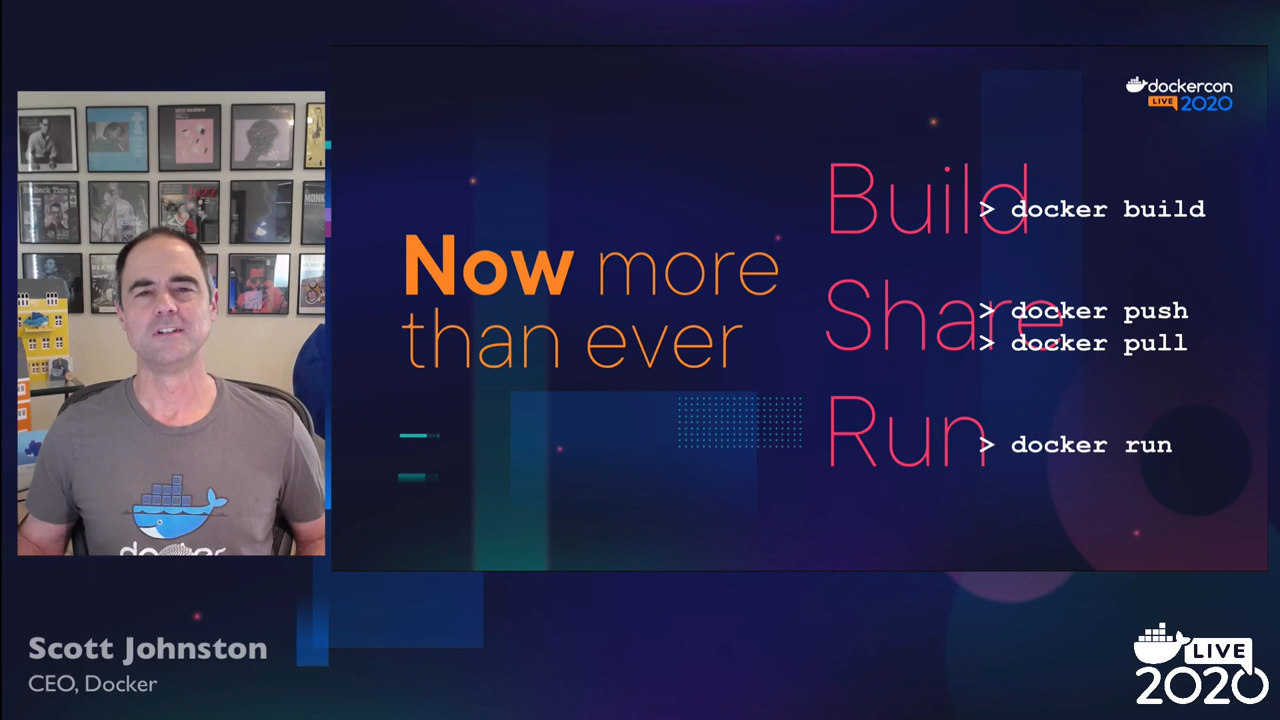 dockercon
LIVE 2020
Now more
than ever
Build
> docker build
Share
> docker push
> docker pull
Run
> docker run
docker
Scott Johnston
CEO, Docker
LIVE
2020